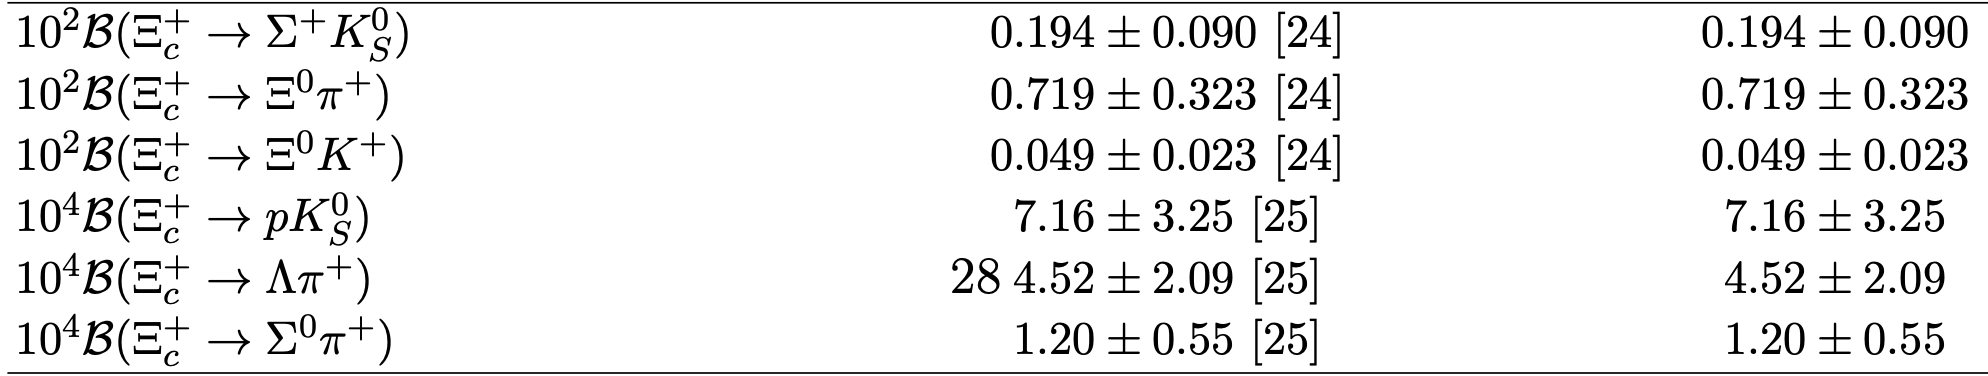 10²𝓑(Ξc⁺ → Σ⁺K⁰S) 0.194 ± 0.090 [24] 0.194 ± 0.090
10²𝓑(Ξc⁺ → Ξ⁰π⁺) 0.719 ± 0.323 [24] 0.719 ± 0.323
10²𝓑(Ξc⁺ → Ξ⁰K⁺) 0.049 ± 0.023 [24] 0.049 ± 0.023
10⁴𝓑(Ξc⁺ → pK⁰S) 7.16 ± 3.25 [25] 7.16 ± 3.25
10⁴𝓑(Ξc⁺ → Λπ⁺) 28 4.52 ± 2.09 [25] 4.52 ± 2.09
10⁴𝓑(Ξc⁺ → Σ⁰π⁺) 1.20 ± 0.55 [25] 1.20 ± 0.55